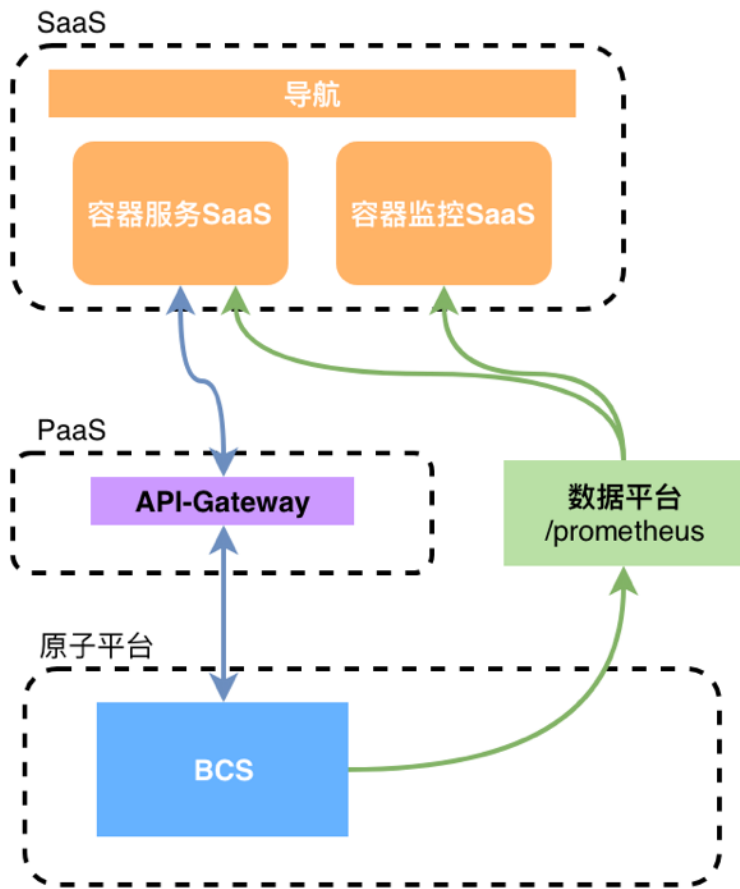 SaaS
导航
容器服务SaaS
容器监控SaaS
PaaS
API-Gateway
数据平台
/prometheus
原子平台
BCS